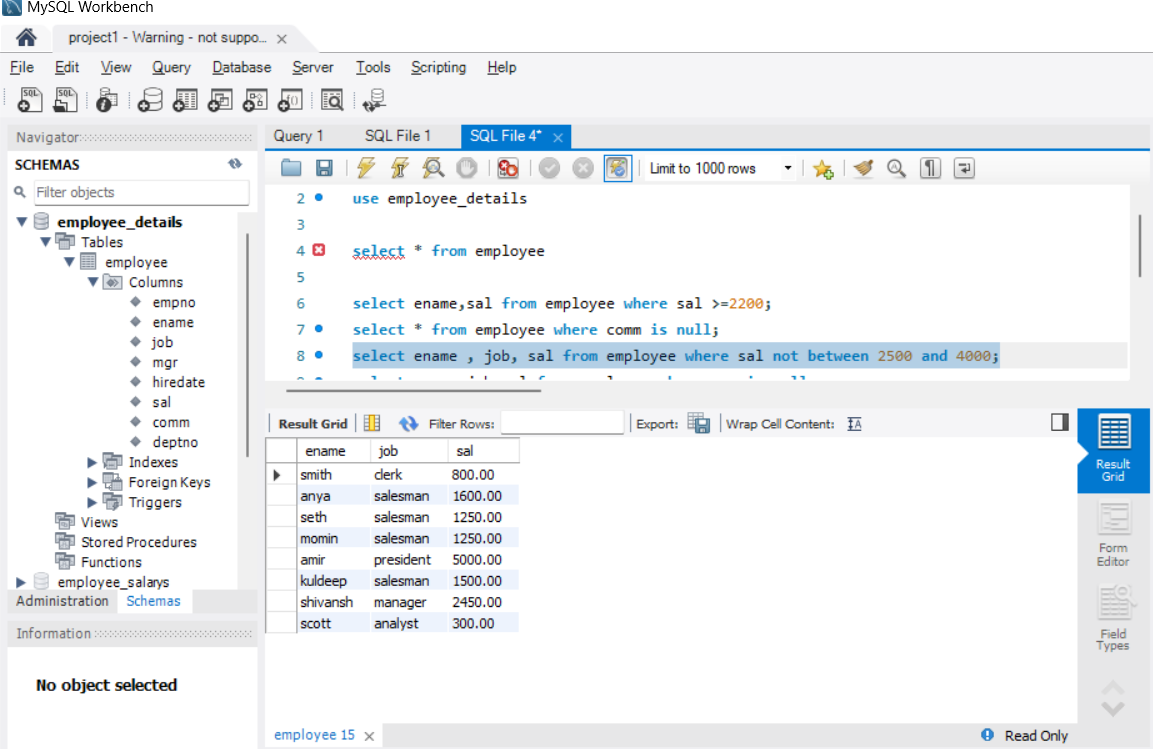 MySQL Workbench
project1 - Warning - not suppo... ×
File Edit View Query Database Server Tools Scripting Help
Navigator
Query 1 SQL File 1 SQL File 4* ×
SCHEMAS
Limit to 1000 rows
Filter objects
employee_details
Tables
employee
Columns
empno
ename
job
mgr
hiredate
sal
comm
deptno
Indexes
Foreign Keys
Triggers
Views
Stored Procedures
Functions
employee_salarys
Administration Schemas
Information
No object selected
2 use employee_details
3
4 select * from employee
5
6 select ename,sal from employee where sal >=2200;
7 select * from employee where comm is null;
8 select ename , job, sal from employee where sal not between 2500 and 4000;
Result Grid Filter Rows: Export: Wrap Cell Content:
ename job sal
smith clerk 800.00
anya salesman 1600.00
seth salesman 1250.00
momin salesman 1250.00
amir president 5000.00
kuldeep salesman 1500.00
shivansh manager 2450.00
scott analyst 300.00
Result
Grid
Form
Editor
Field
Types
employee 15 ×
Read Only